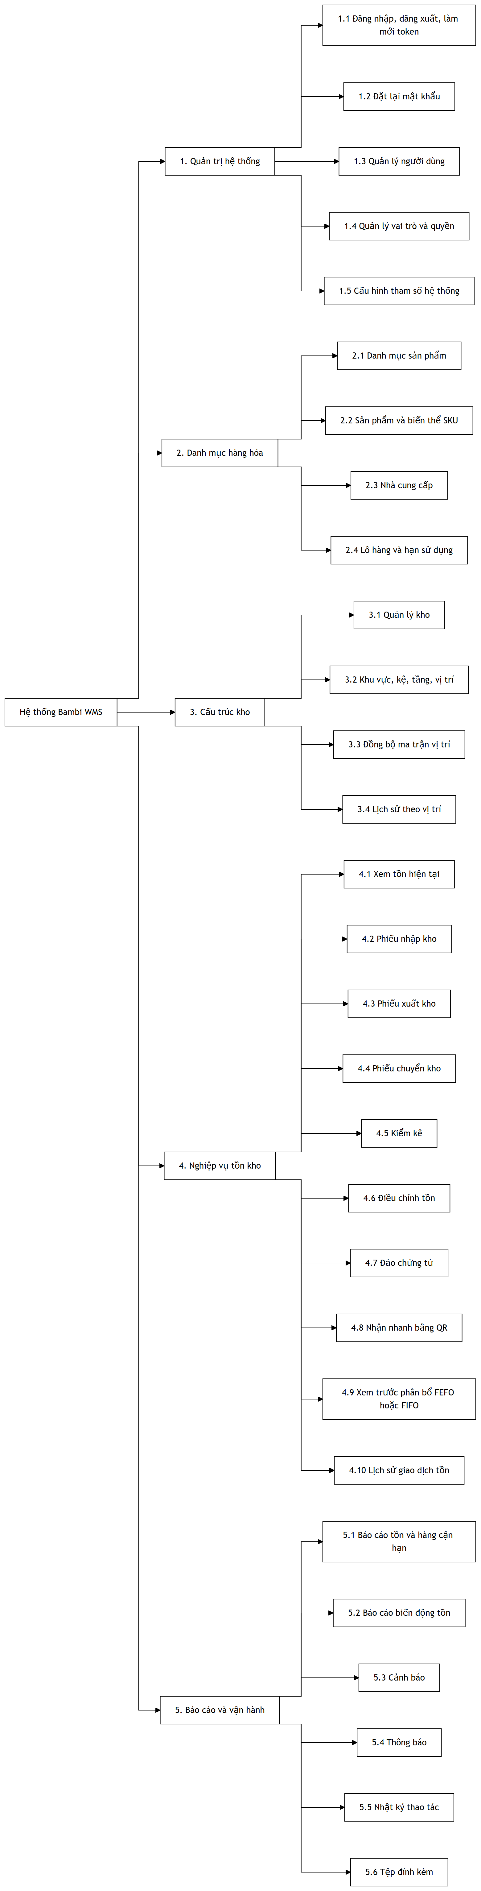 1.1 Đăng nhập, đăng xuất, làm
mới token
1.2 Đặt lại mật khẩu
1. Quản trị hệ thống
1.3 Quản lý người dùng
1.4 Quản lý vai trò và quyền
1.5 Cấu hình tham số hệ thống
2.1 Danh mục sản phẩm
2.2 Sản phẩm và biến thể SKU
2. Danh mục hàng hóa
2.3 Nhà cung cấp
2.4 Lô hàng và hạn sử dụng
3.1 Quản lý kho
3.2 Khu vực, kệ, tầng, vị trí
Hệ thống Bambi WMS
3. Cấu trúc kho
3.3 Đồng bộ ma trận vị trí
3.4 Lịch sử theo vị trí
4.1 Xem tồn hiện tại
4.2 Phiếu nhập kho
4.3 Phiếu xuất kho
4.4 Phiếu chuyển kho
4.5 Kiểm kê
4. Nghiệp vụ tồn kho
4.6 Điều chỉnh tồn
4.7 Đảo chứng từ
4.8 Nhận nhanh bằng QR
4.9 Xem trước phân bổ FEFO
hoặc FIFO
4.10 Lịch sử giao dịch tồn
5.1 Báo cáo tồn và hàng cận
hạn
5.2 Báo cáo biến động tồn
5.3 Cảnh báo
5. Báo cáo và vận hành
5.4 Thông báo
5.5 Nhật ký thao tác
5.6 Tệp đính kèm